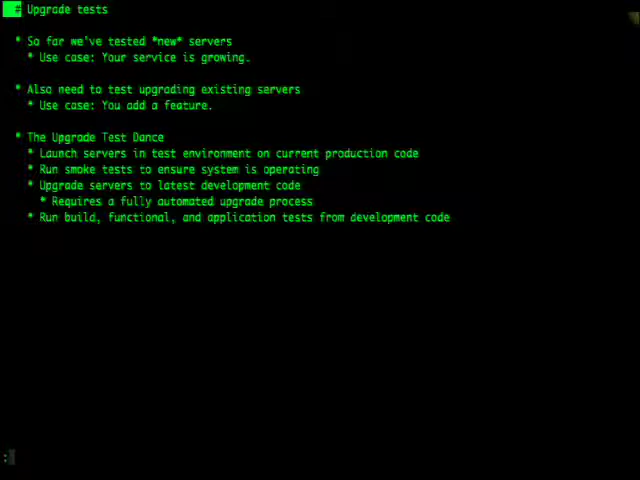 # Upgrade tests
* So far we've tested *new* servers
* Use case: Your service is growing.
* Also need to test upgrading existing servers
* Use case: You add a feature.
* The Upgrade Test Dance
* Launch servers in test environment on current production code
* Run smoke tests to ensure system is operating
* Upgrade servers to latest development code
* Requires a fully automated upgrade process
* Run build, functional, and application tests from development code
: